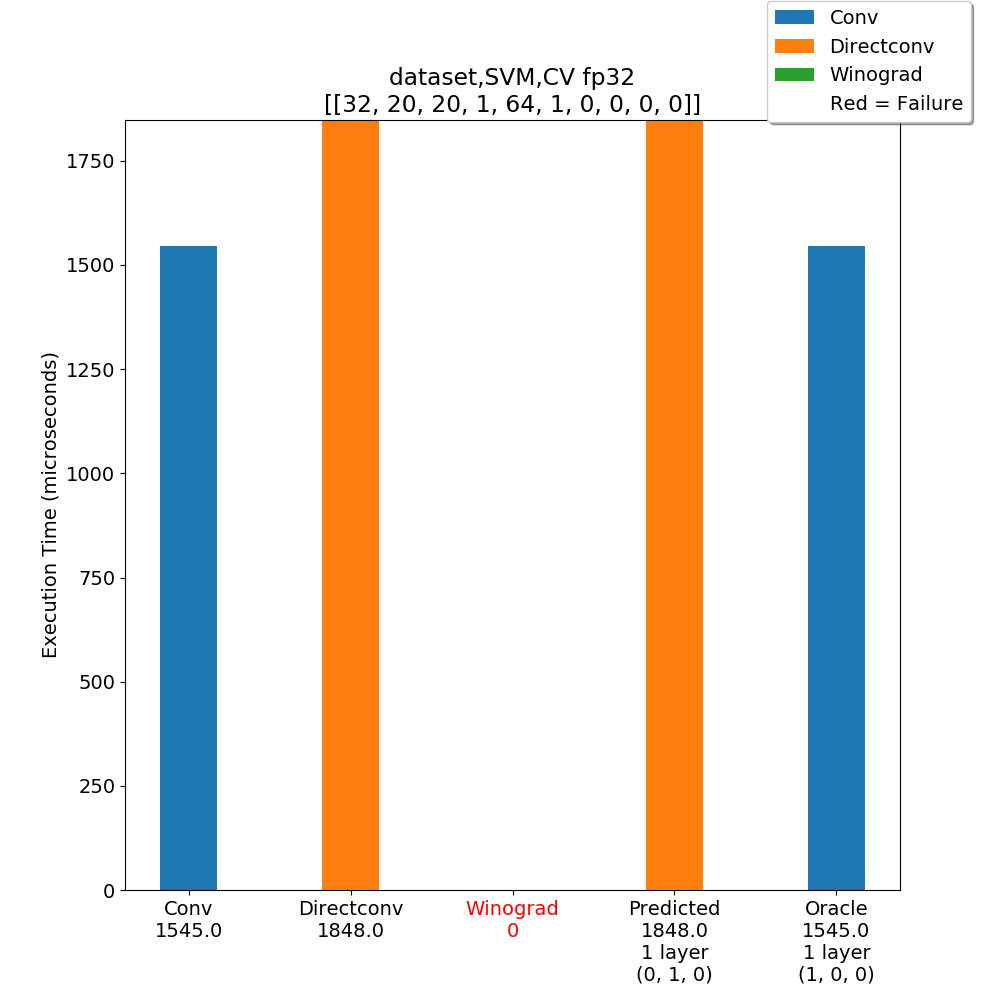 Conv
Directconv
Winograd
Red = Failure
dataset,SVM,CV fp32
[[32, 20, 20, 1, 64, 1, 0, 0, 0, 0]]
Execution Time (microseconds)
1750
1500
1250
1000
750
500
250
0
Conv
1545.0
Directconv
1848.0
Winograd
0
Predicted
1848.0
1 layer
(0, 1, 0)
Oracle
1545.0
1 layer
(1, 0, 0)